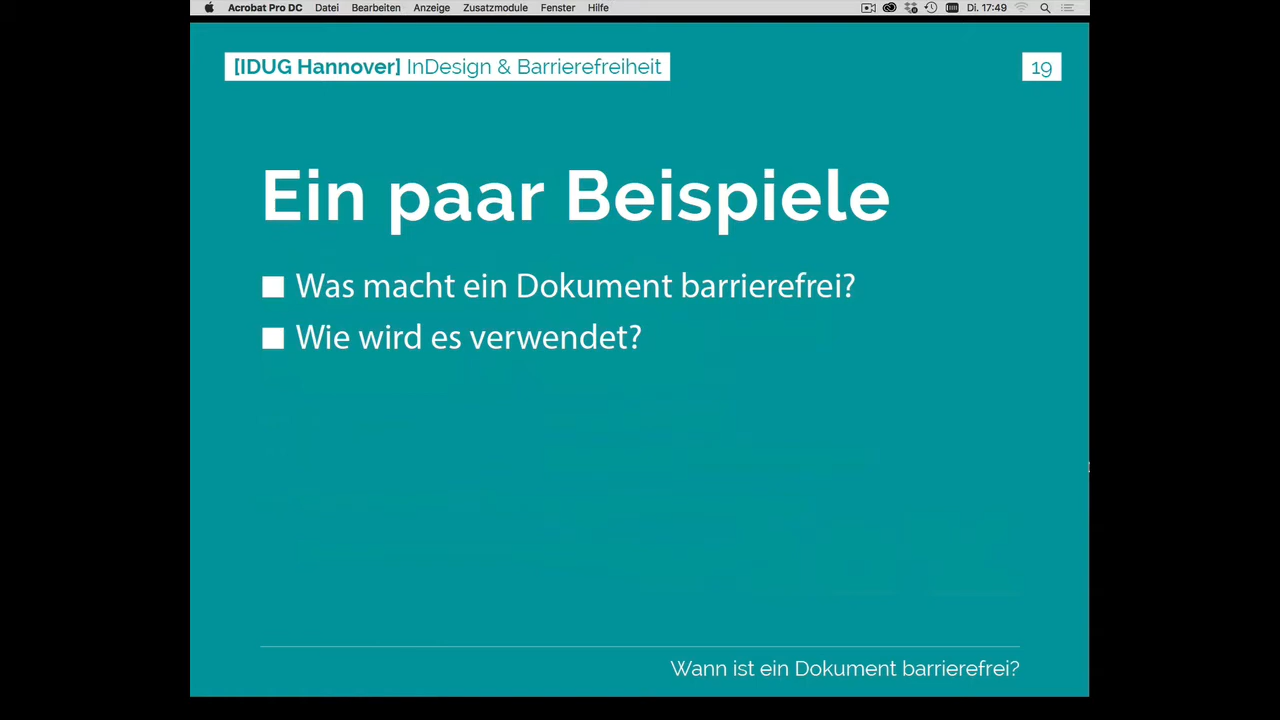 Acrobat Pro DC Datei Bearbeiten Anzeige Zusatzmodule Fenster Hilfe Di. 17:49
[IDUG Hannover] InDesign & Barrierefreiheit 19
Ein paar Beispiele
Was macht ein Dokument barrierefrei?
Wie wird es verwendet?
Wann ist ein Dokument barrierefrei?